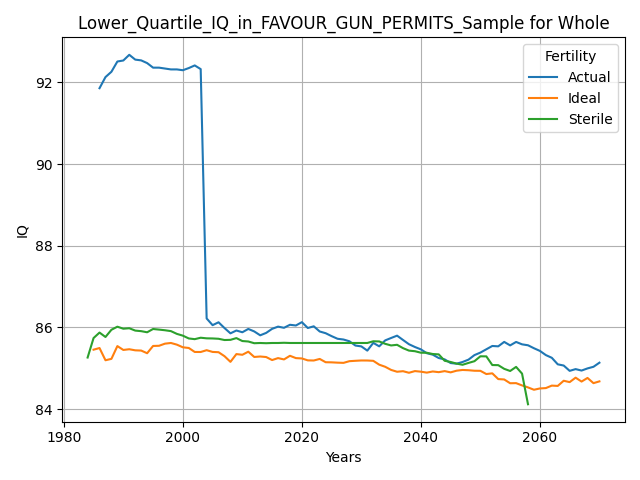 Lower_Quartile_IQ_in_FAVOUR_GUN_PERMITS_Sample for Whole
Fertility
Actual
Ideal
Sterile
IQ
92
90
88
86
84
1980
2000
2020
2040
2060
Years